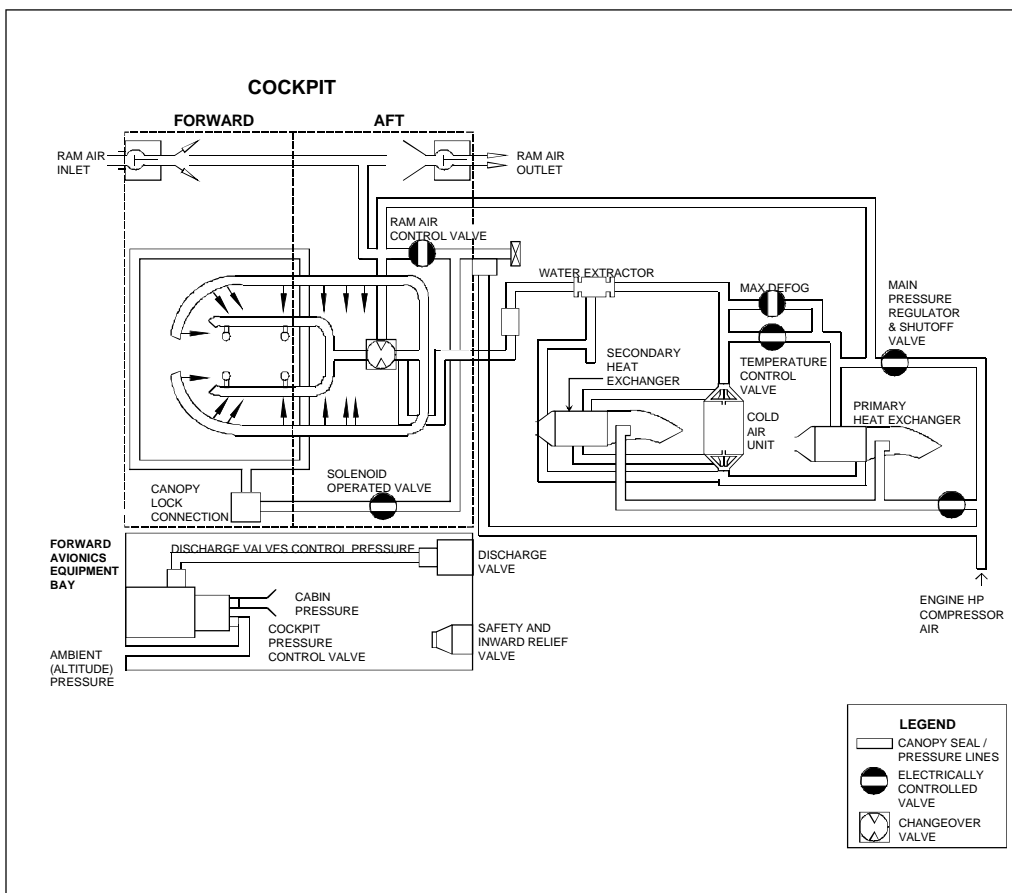 COCKPIT
FORWARD
AFT
RAM AIR
INLET
RAM AIR
OUTLET
RAM AIR
CONTROL VALVE
WATER EXTRACTOR
MAX DEFOG
MAIN
PRESSURE
REGULATOR
& SHUTOFF
VALVE
SECONDARY
HEAT
EXCHANGER
TEMPERATURE
CONTROL
VALVE
COLD
AIR
UNIT
PRIMARY
HEAT EXCHANGER
CANOPY
LOCK
CONNECTION
SOLENOID
OPERATED VALVE
FORWARD
AVIONICS
EQUIPMENT
BAY
DISCHARGE VALVES CONTROL PRESSURE
DISCHARGE
VALVE
CABIN
PRESSURE
COCKPIT
PRESSURE
CONTROL VALVE
SAFETY AND
INWARD RELIEF
VALVE
AMBIENT
(ALTITUDE)
PRESSURE
ENGINE HP
COMPRESSOR
AIR
LEGEND
CANOPY SEAL /
PRESSURE LINES
ELECTRICALLY
CONTROLLED
VALVE
CHANGEOVER
VALVE